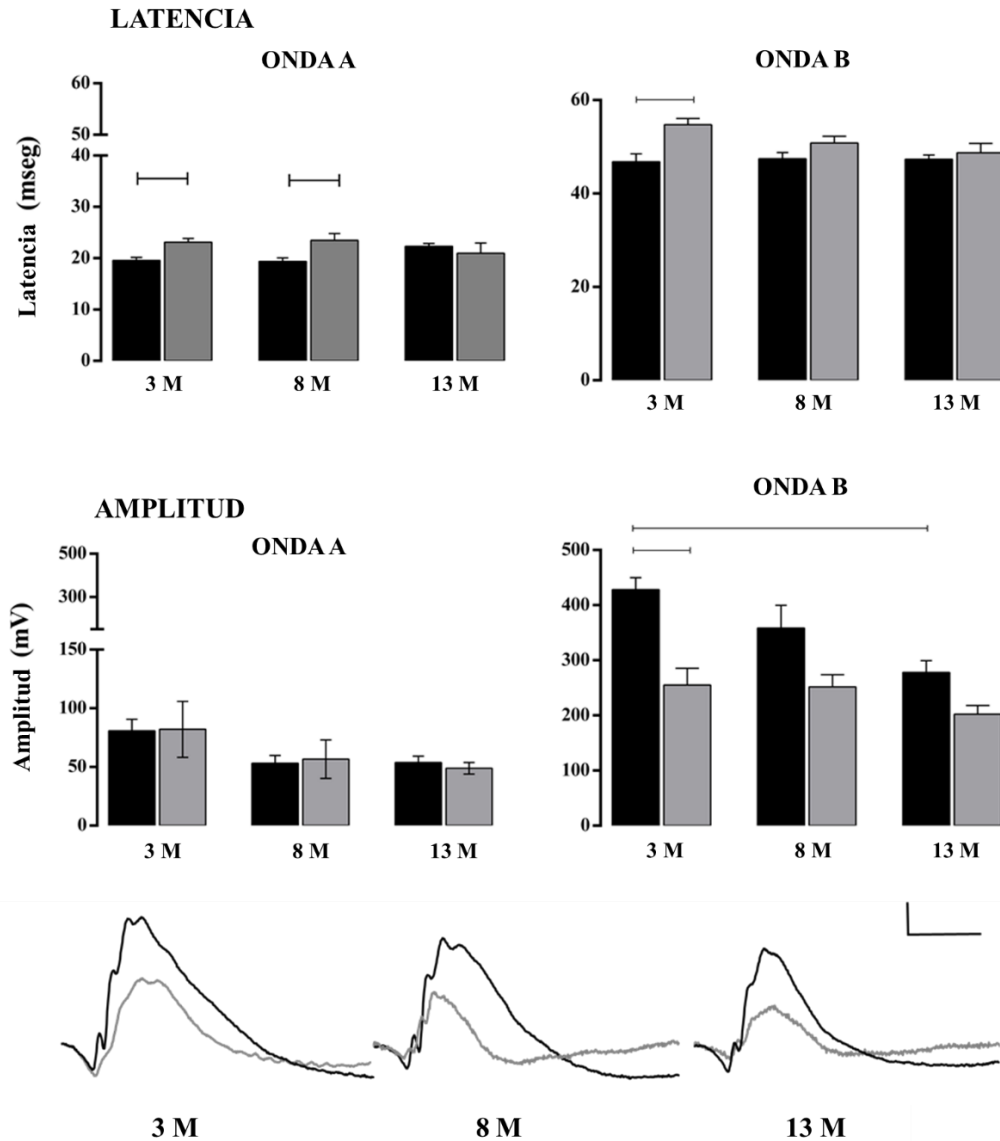 LATENCIA
ONDA A
ONDA B
Latencia (mseg)
60
50
40
30
20
10
0
3 M
8 M
13 M
60
40
20
0
3 M
8 M
13 M
AMPLITUD
ONDA A
ONDA B
Amplitud (mV)
500
300
150
100
50
0
3 M
8 M
13 M
500
400
300
200
100
0
3 M
8 M
13 M
3 M
8 M
13 M